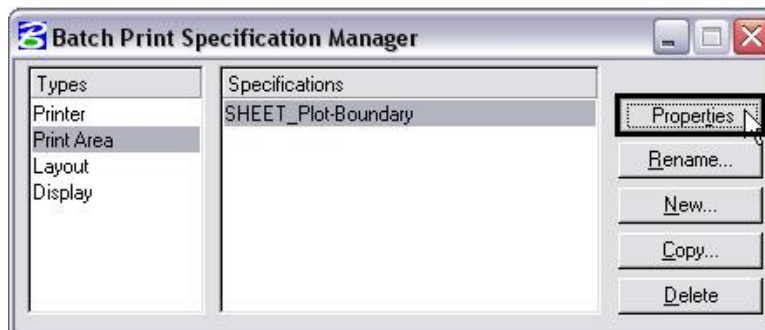 Batch Print Specification Manager
Types
Specifications
Printer
SHEET_Plot-Boundary
Properties
Print Area
Layout
Rename...
Display
New...
Copy...
Delete